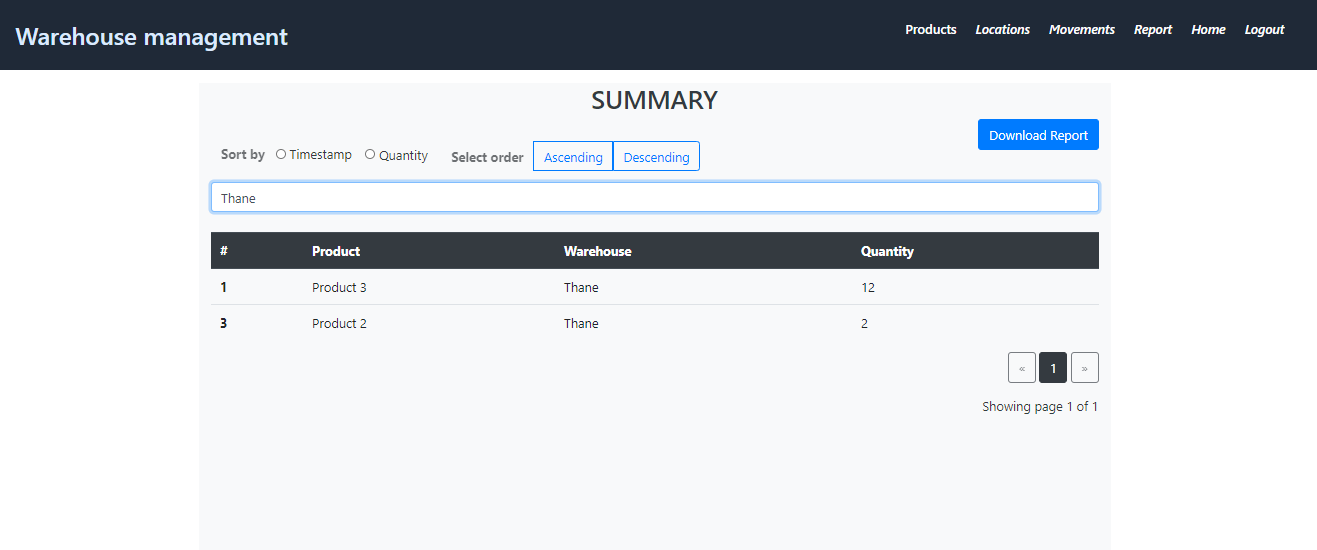 Warehouse management
Products Locations Movements Report Home Logout
SUMMARY
Download Report
Sort by Timestamp Quantity Select order Ascending Descending
Thane
# Product Warehouse Quantity
1 Product 3 Thane 12
3 Product 2 Thane 2
« 1 »
Showing page 1 of 1